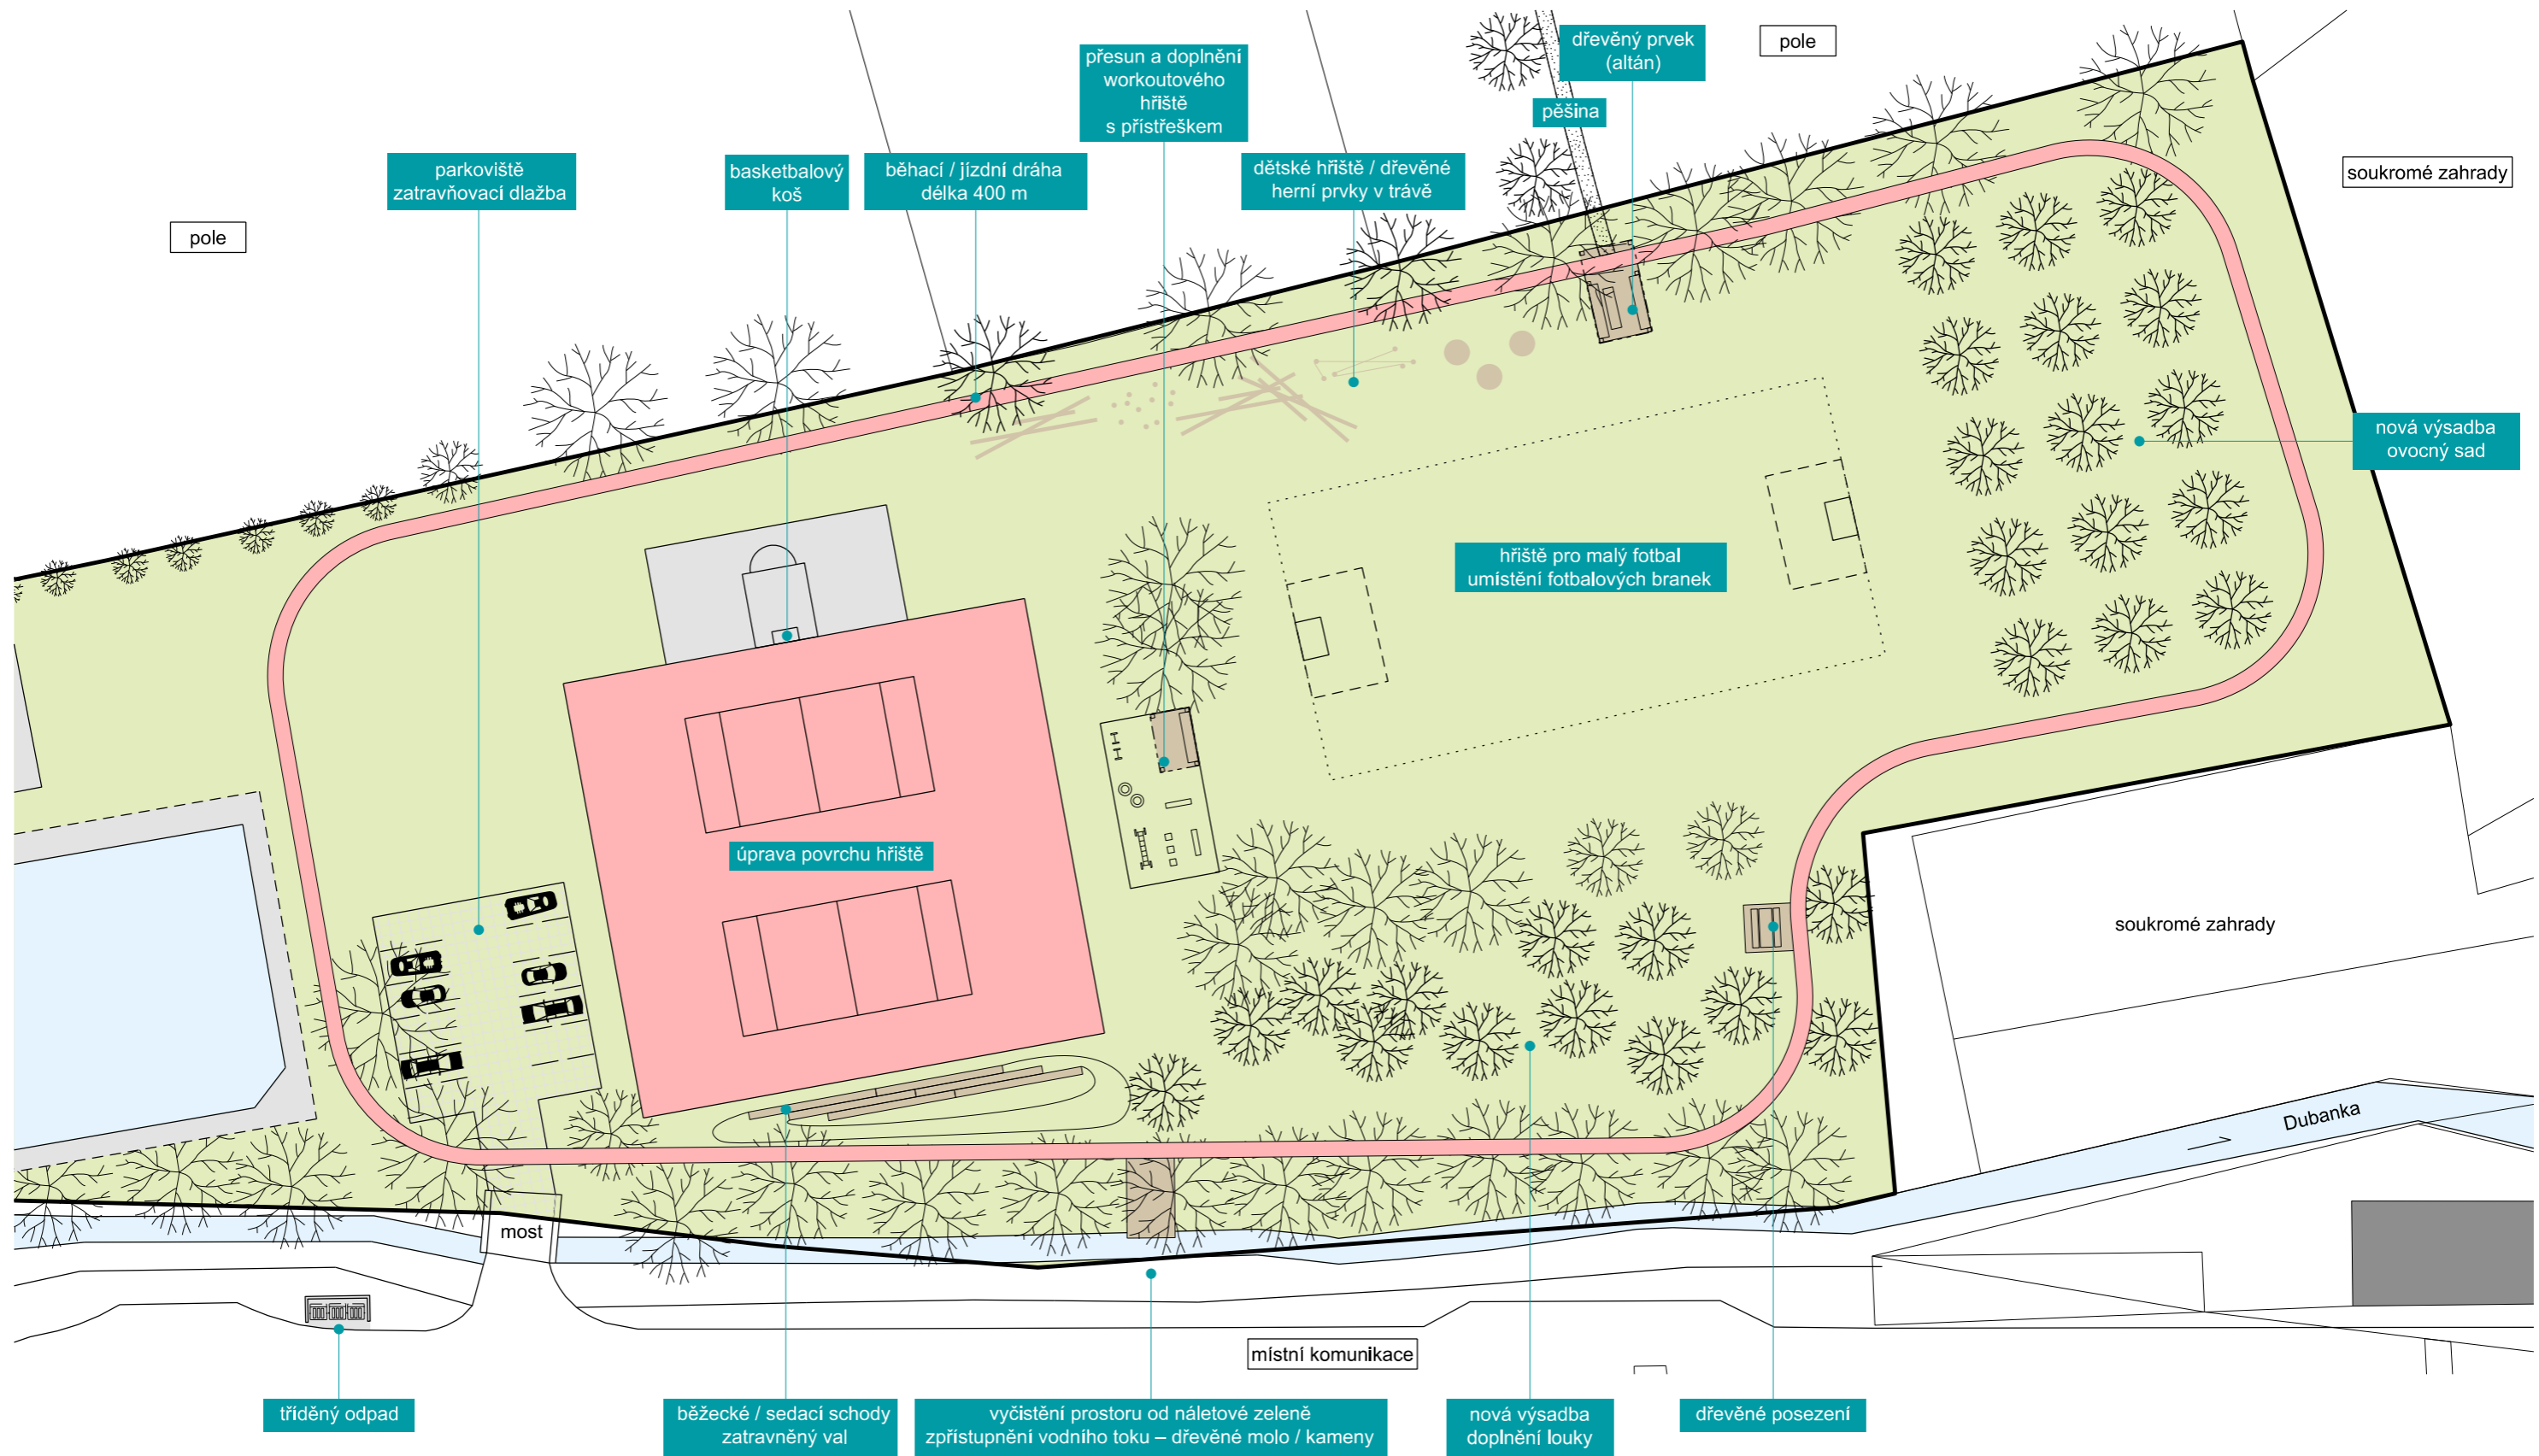 přesun a doplnění
workoutového
hřiště
s přístřeškem
dřevěný prvek
(altán)
pole
pěšina
parkoviště
zatravňovací dlažba
basketbalový
koš
běhací / jízdní dráha
délka 400 m
dětské hřiště / dřevěné
herní prvky v trávě
soukromé zahrady
pole
nová výsadba
ovocný sad
hřiště pro malý fotbal
umístění fotbalových branek
úprava povrchu hřiště
soukromé zahrady
Dubanka
most
místní komunikace
tříděný odpad
běžecké / sedací schody
zatravněný val
vyčistění prostoru od náletové zeleně
zpřístupnění vodního toku – dřevěné molo / kameny
nová výsadba
doplnění louky
dřevěné posezení